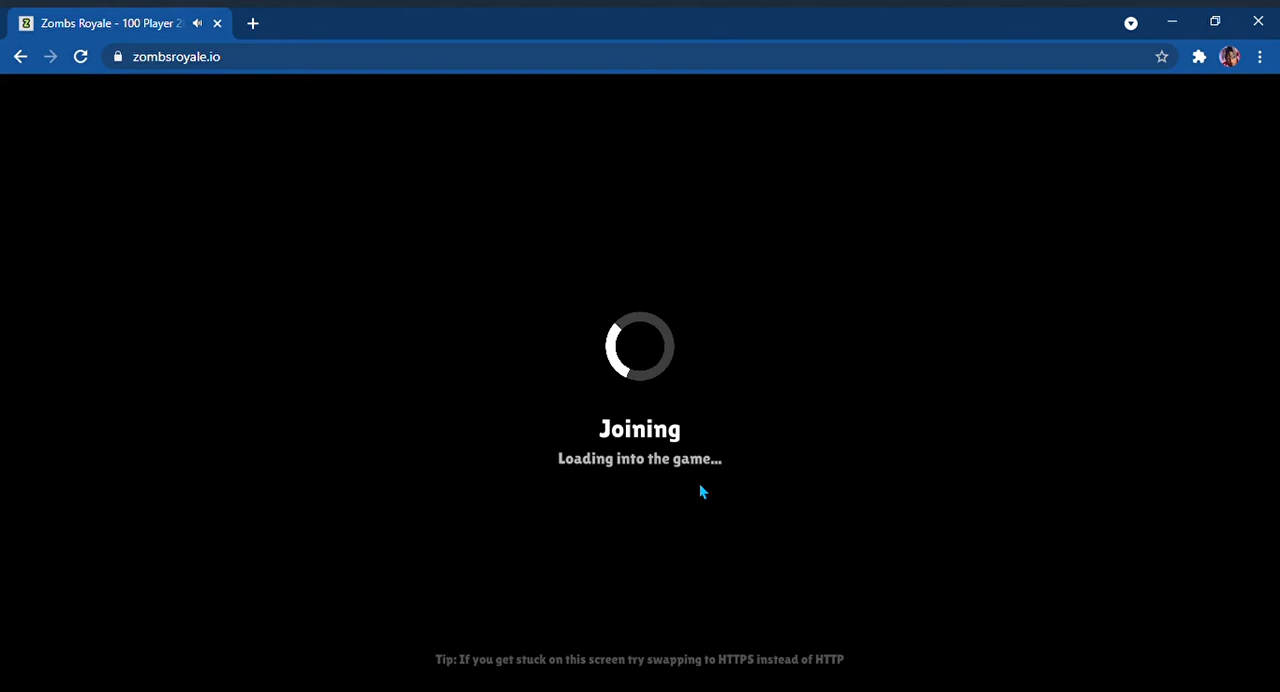 Zombs Royale - 100 Player 2
zombsroyale.io
Joining
Loading into the game...
Tip: If you get stuck on this screen try swapping to HTTPS instead of HTTP